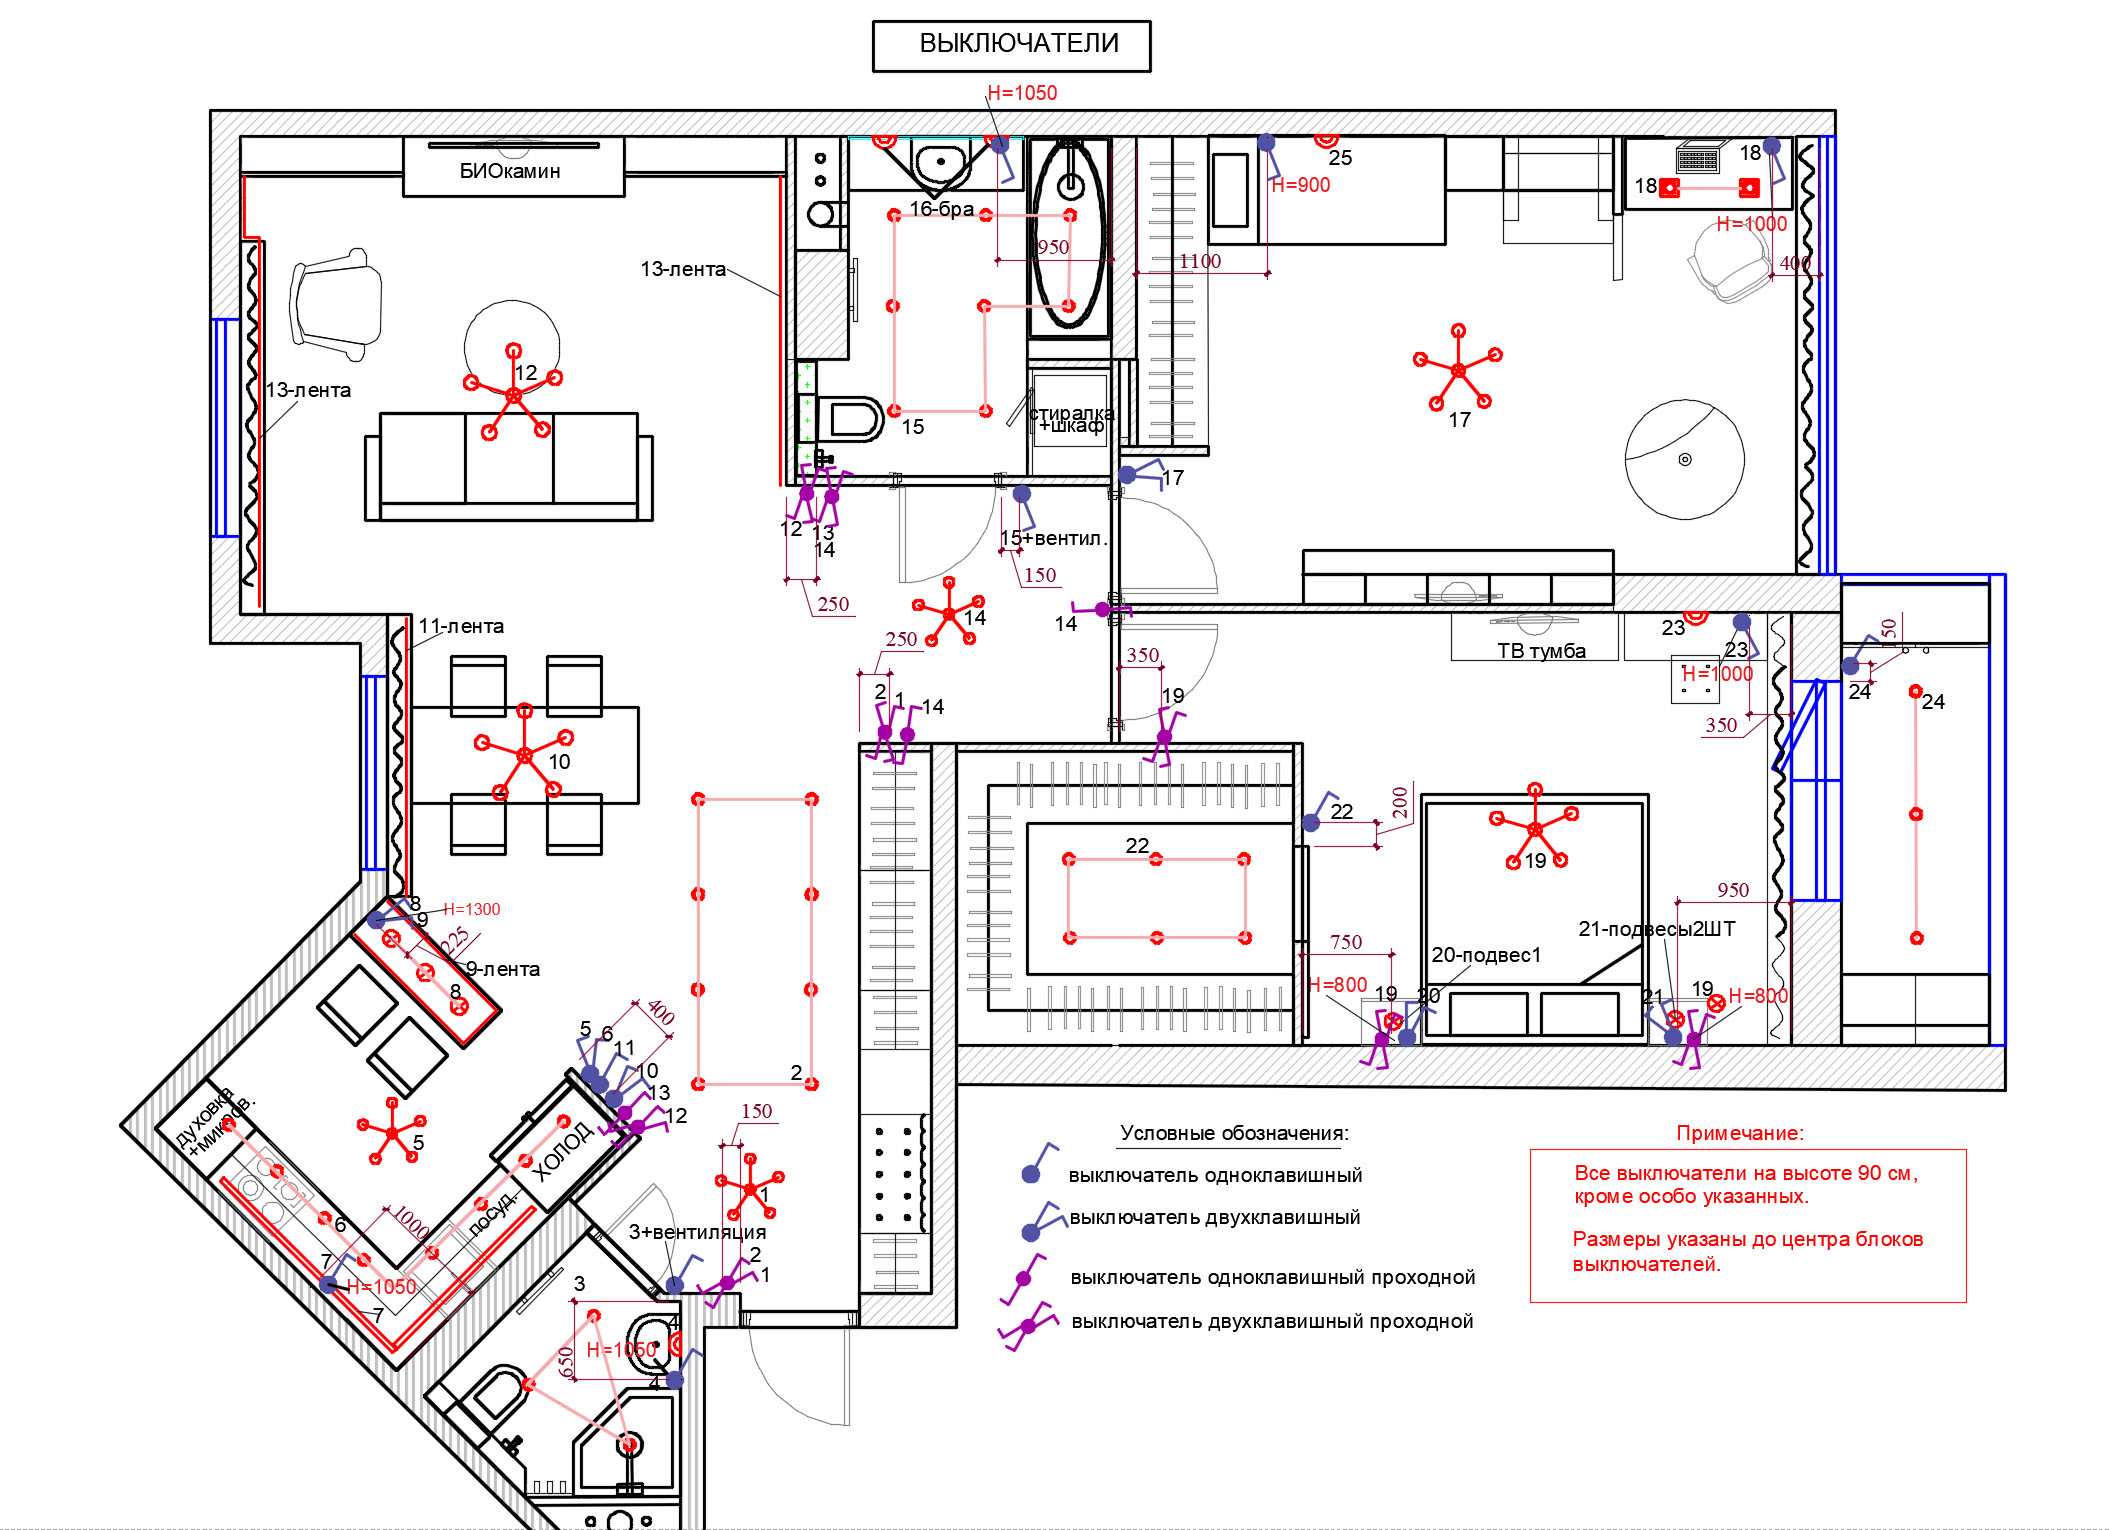 ВЫКЛЮЧАТЕЛИ
H=1050
БИОкамин
25
18
H=900
18
16-бра
H=1000
950
1100
400
13-лента
12
13-лента
стиралка
+шкаф
15
17
17
12
13
14
15+вентил.
150
250
14
14
11-лента
250
350
23
23
ТВ тумба
H=1000
150
24
24
19
2
1
14
350
10
22
22
200
19
8
9
H=1300
225
9-лента
8
950
21-подвесы2ШТ
750
20-подвес1
H=800
19
20
21
19
H=800
400
5
6
11
10
13
12
2
духовка
+микров.
ХОЛОД
5
150
1
посуд.
6
1000
7
H=1050
7
3+вентиляция
2
1
3
4
H=1050
650
4
Условные обозначения:
выключатель одноклавишный
выключатель двухклавишный
выключатель одноклавишный проходной
выключатель двухклавишный проходной
Примечание:
Все выключатели на высоте 90 см,
кроме особо указанных.
Размеры указаны до центра блоков
выключателей.